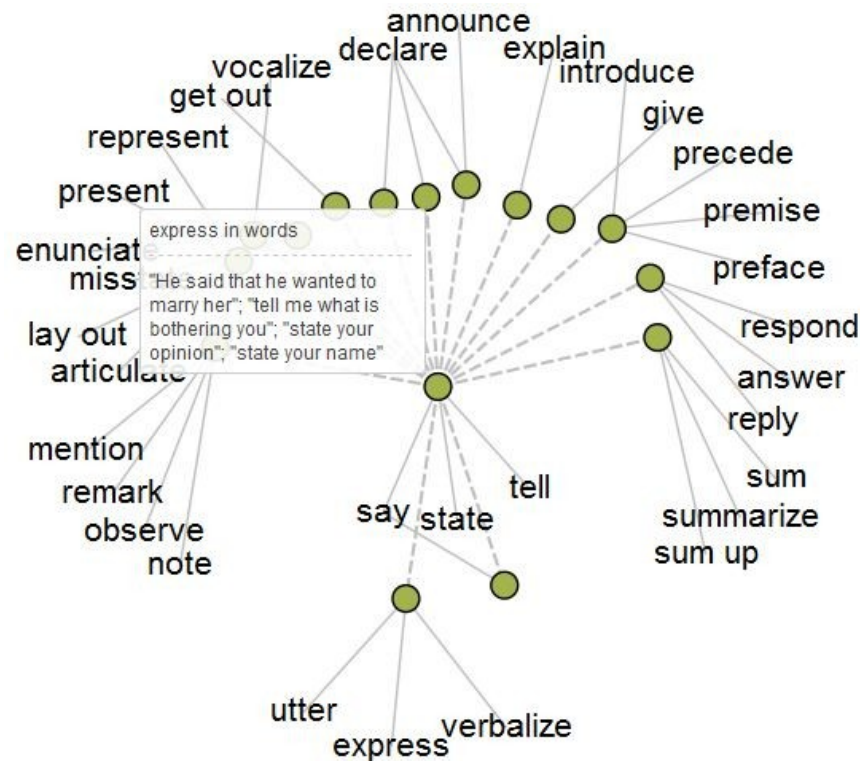 announce
declare
explain
vocalize
introduce
get out
give
represent
precede
present
premise
express in words
enunciate
preface
"He said that he wanted to
marry her"; "tell me what is
bothering you"; "state your
opinion"; "state your name"
lay out
respond
articulate
answer
reply
mention
sum
tell
remark
say
state
summarize
observe
sum up
note
utter
verbalize
express